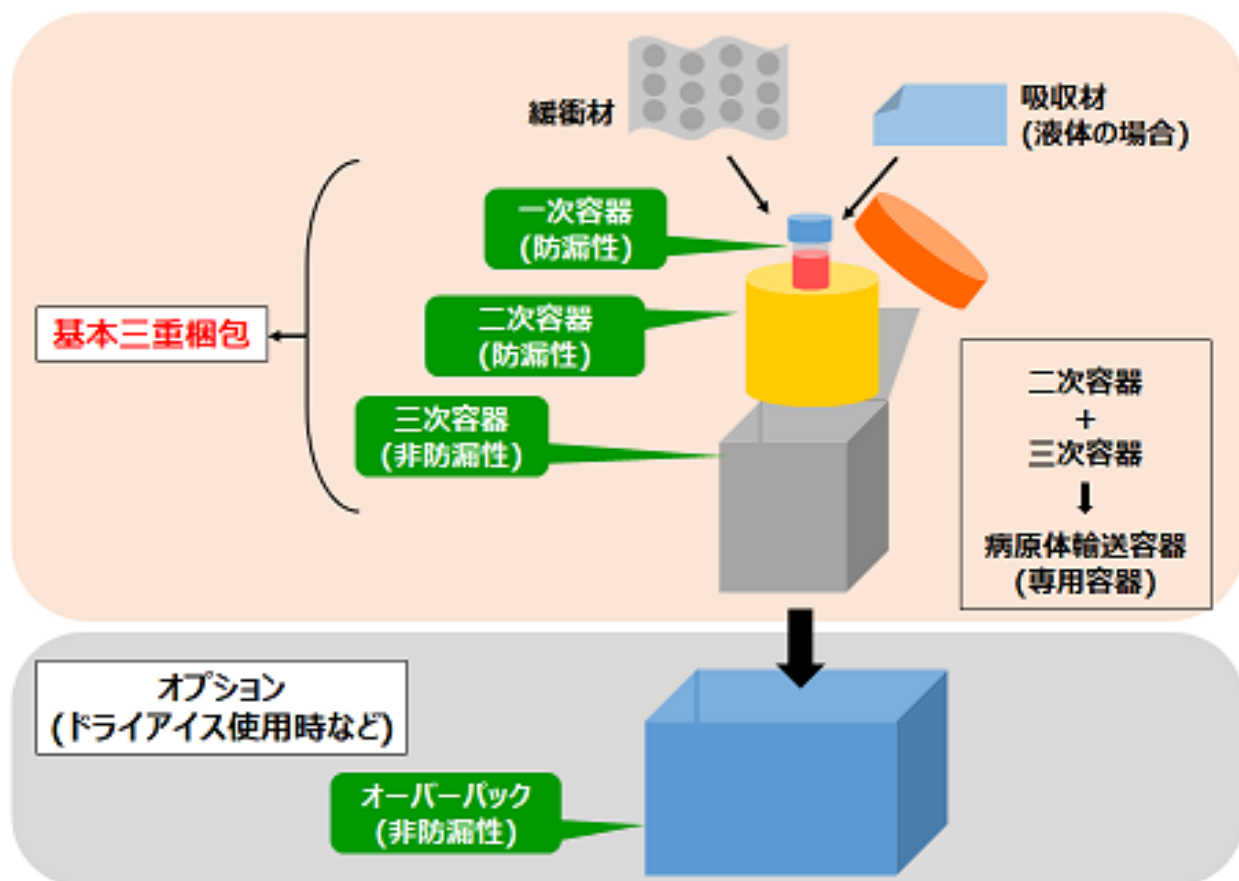 緩衝材
吸収材
(液体の場合)
一次容器
(防漏性)
二次容器
(防漏性)
基本三重梱包
三次容器
(非防漏性)
二次容器
+
三次容器
病原体輸送容器
(専用容器)
オプション
(ドライアイス使用時など)
オーバーパック
(非防漏性)